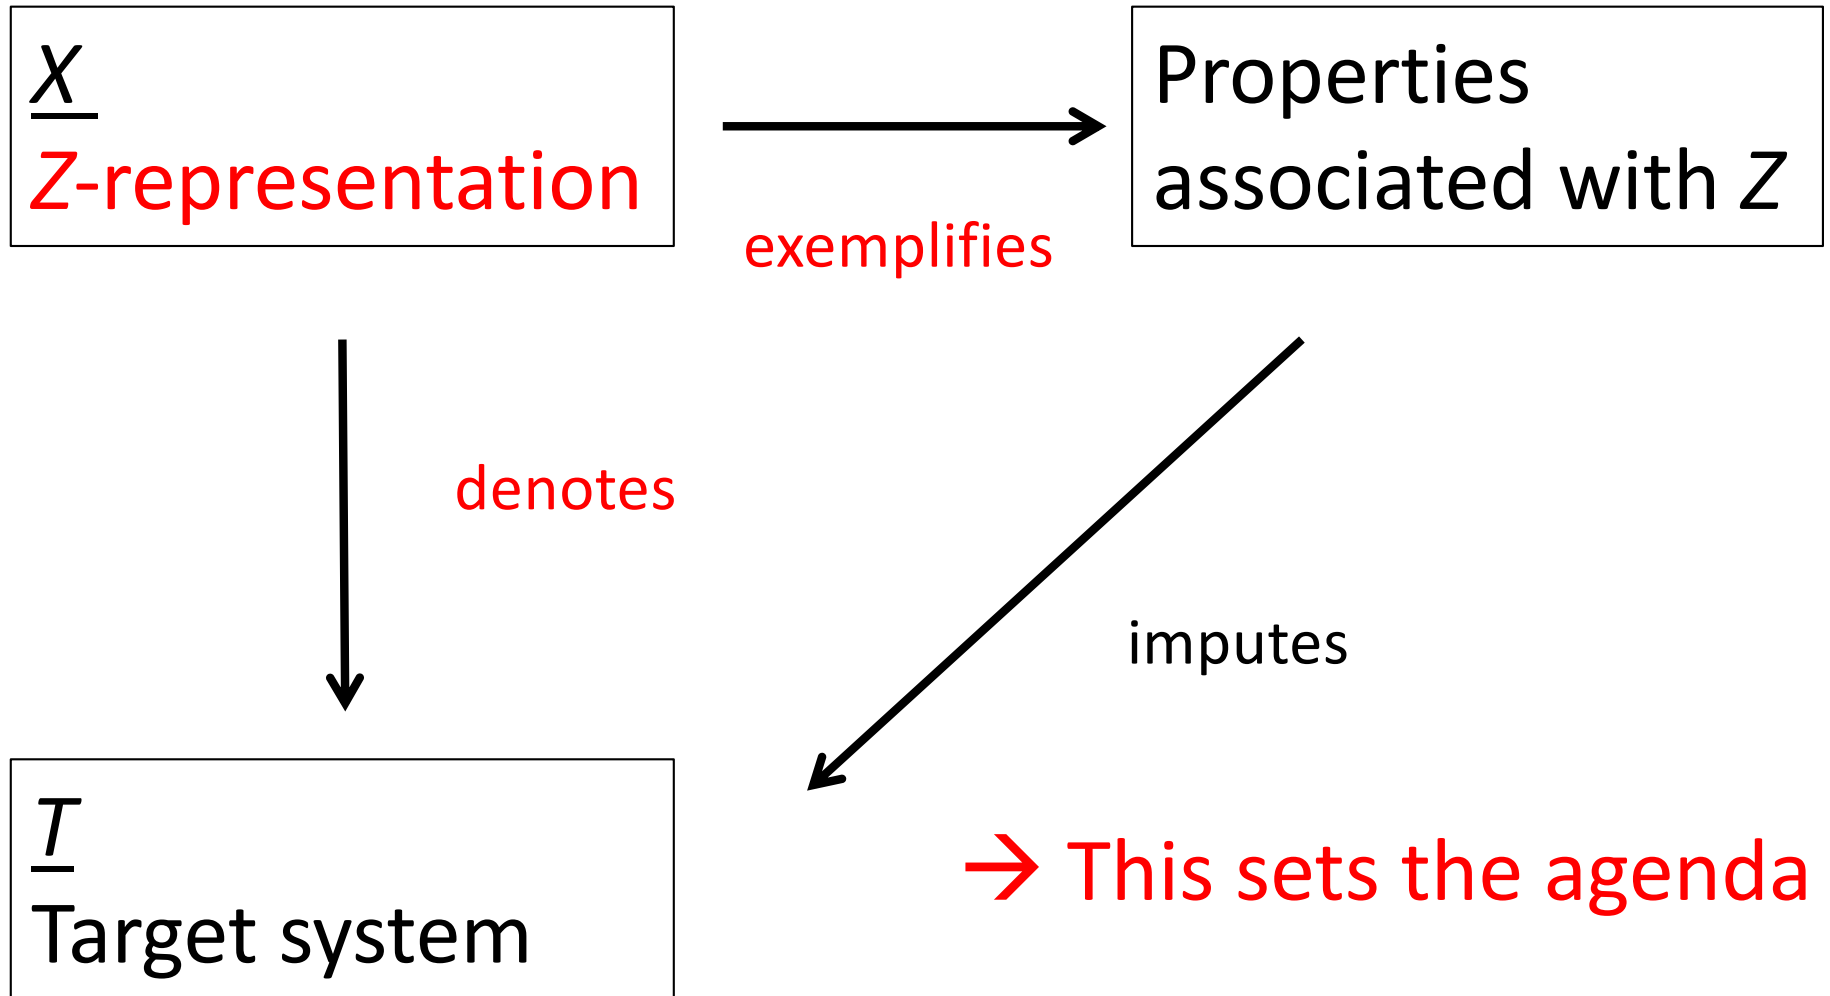 X
Z-representation
exemplifies
Properties
associated with Z
denotes
imputes
T
Target system
→ This sets the agenda